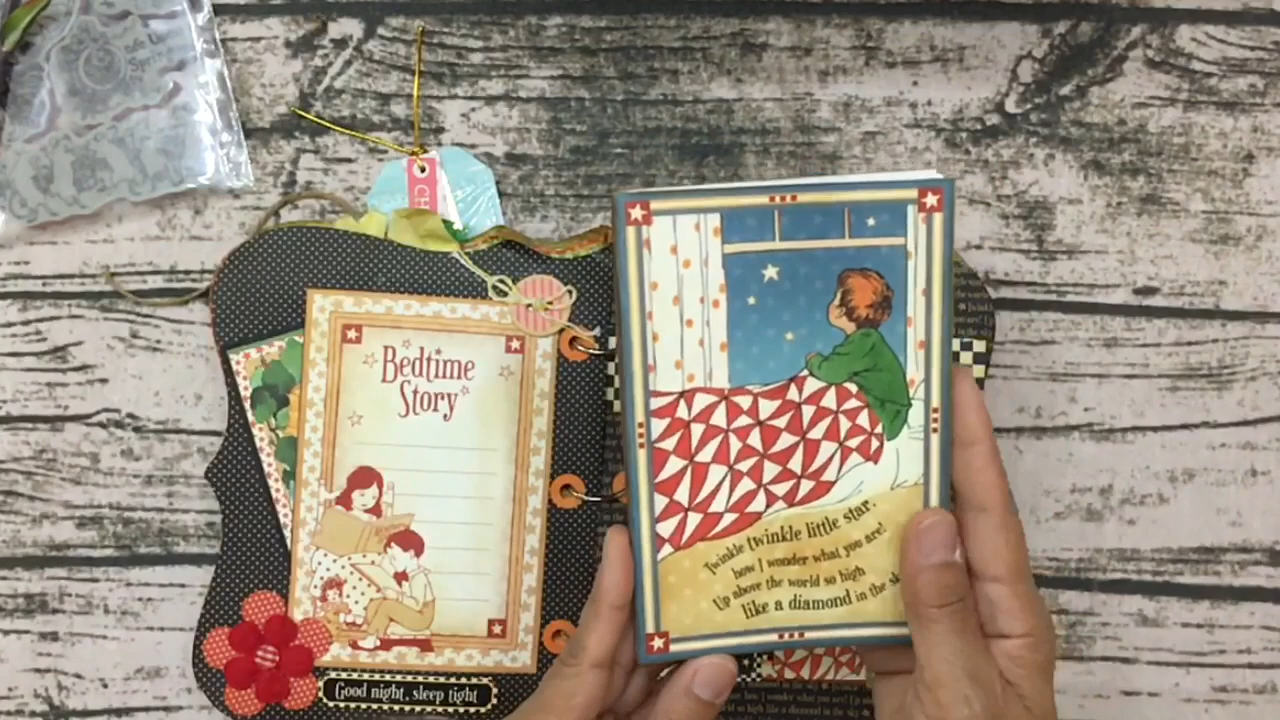 CH
Bedtime
Story
Good night, sleep tight
Twinkle twinkle little star,
how I wonder what you are!
Up above the world so high
like a diamond in the